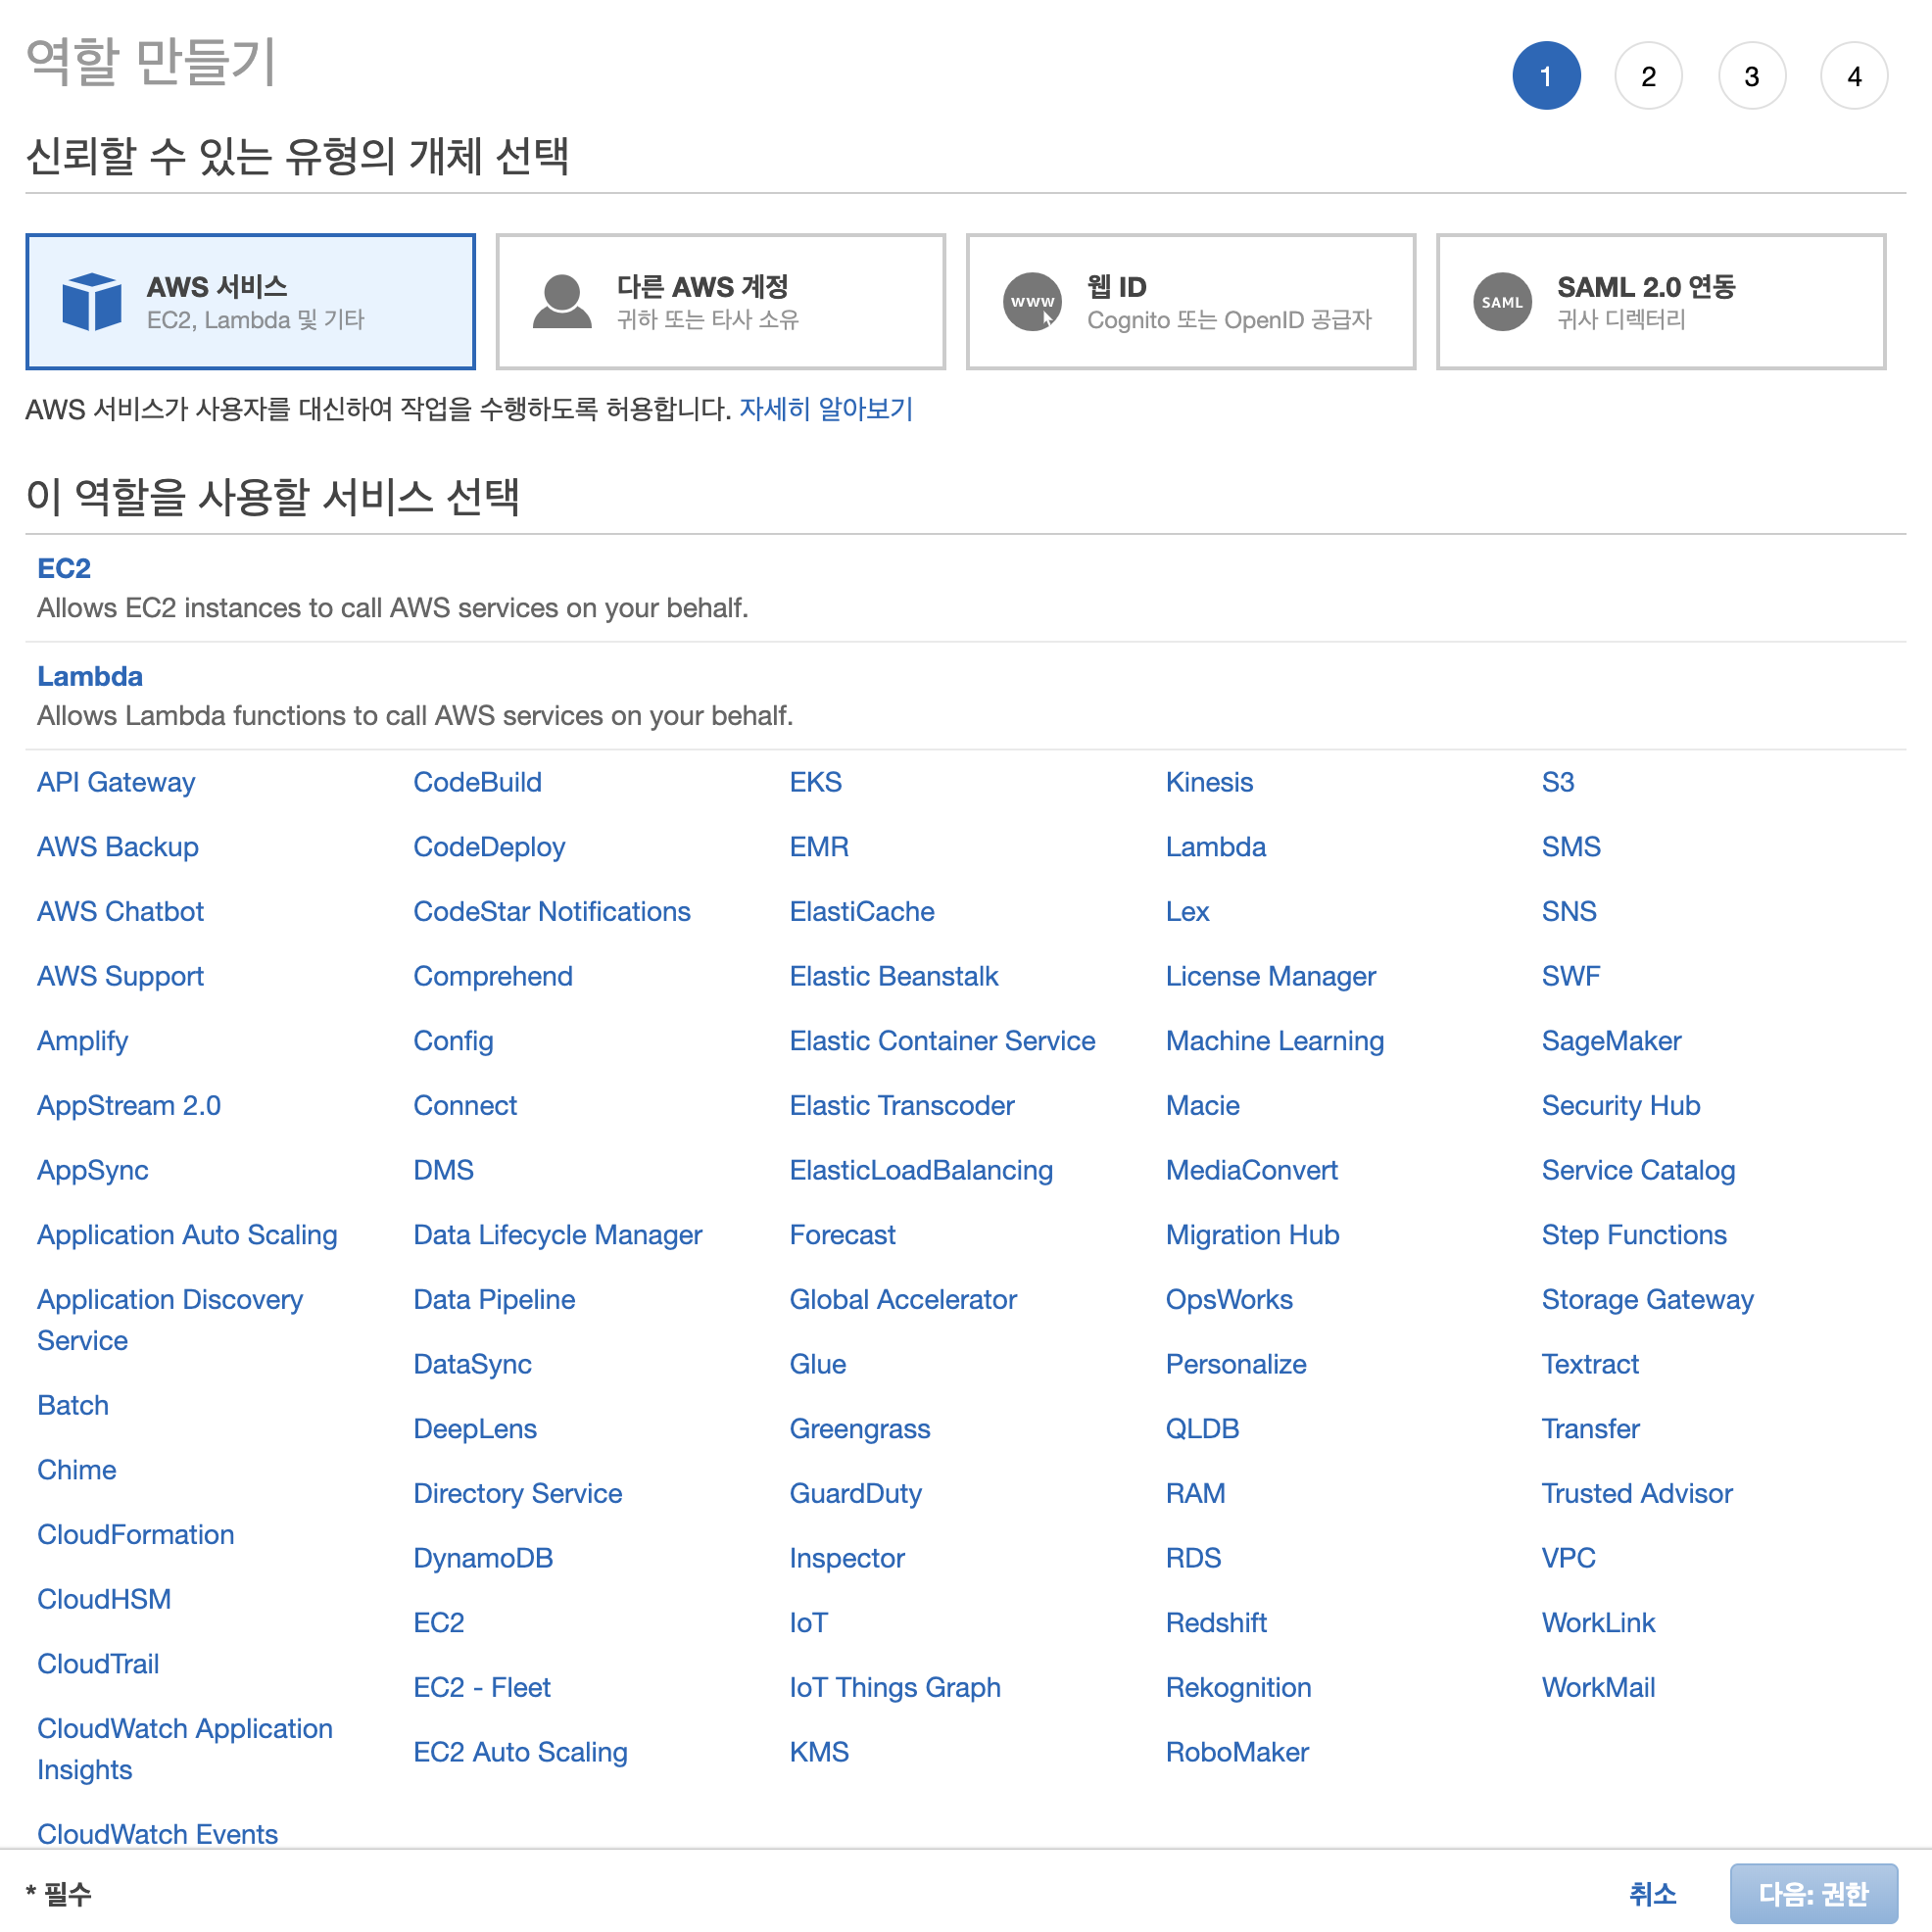 역할 만들기
1 2 3 4
신뢰할 수 있는 유형의 개체 선택
AWS 서비스
EC2, Lambda 및 기타
다른 AWS 계정
귀하 또는 타사 소유
www
웹 ID
Cognito 또는 OpenID 공급자
SAML
SAML 2.0 연동
귀사 디렉터리
AWS 서비스가 사용자를 대신하여 작업을 수행하도록 허용합니다. 자세히 알아보기
이 역할을 사용할 서비스 선택
EC2
Allows EC2 instances to call AWS services on your behalf.
Lambda
Allows Lambda functions to call AWS services on your behalf.
API Gateway
AWS Backup
AWS Chatbot
AWS Support
Amplify
AppStream 2.0
AppSync
Application Auto Scaling
Application Discovery
Service
Batch
Chime
CloudFormation
CloudHSM
CloudTrail
CloudWatch Application
Insights
CloudWatch Events
CodeBuild
CodeDeploy
CodeStar Notifications
Comprehend
Config
Connect
DMS
Data Lifecycle Manager
Data Pipeline
DataSync
DeepLens
Directory Service
DynamoDB
EC2
EC2 - Fleet
EC2 Auto Scaling
EKS
EMR
ElastiCache
Elastic Beanstalk
Elastic Container Service
Elastic Transcoder
ElasticLoadBalancing
Forecast
Global Accelerator
Glue
Greengrass
GuardDuty
Inspector
IoT
IoT Things Graph
KMS
Kinesis
Lambda
Lex
License Manager
Machine Learning
Macie
MediaConvert
Migration Hub
OpsWorks
Personalize
QLDB
RAM
RDS
Redshift
Rekognition
RoboMaker
S3
SMS
SNS
SWF
SageMaker
Security Hub
Service Catalog
Step Functions
Storage Gateway
Textract
Transfer
Trusted Advisor
VPC
WorkLink
WorkMail
* 필수
취소
다음: 권한